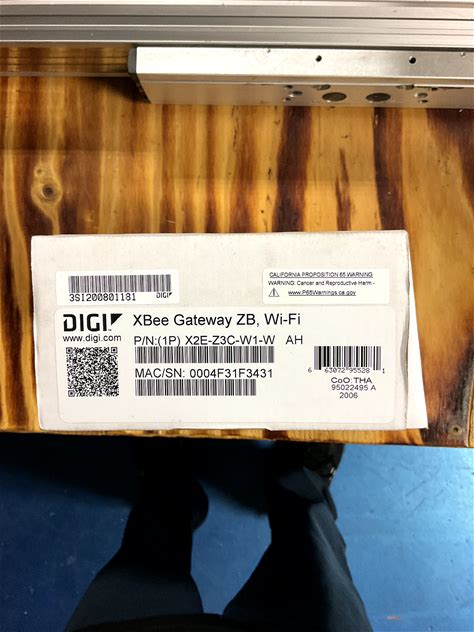 3S1200801181
DIGI
CALIFORNIA PROPOSITION 65 WARNING
WARNING: Cancer and Reproductive Harm -
www.P65Warnings.ca.gov
DIGI
www.digi.com
XBee Gateway ZB, Wi-Fi
P/N:(1P) X2E-Z3C-W1-W AH
MAC/SN: 0004F31F3431
6 63072 95528 1
CoO:THA
95022495 A
2006